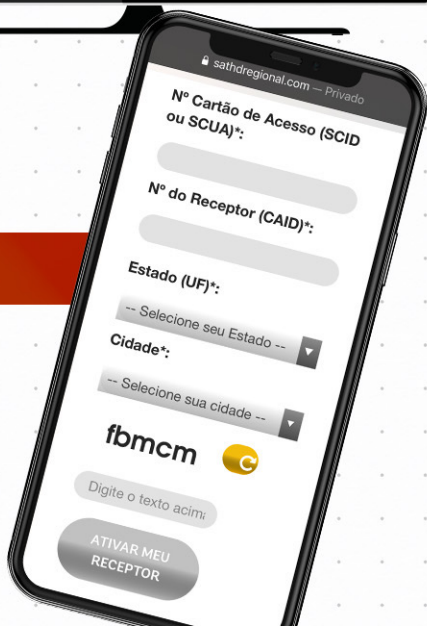 sathdregional.com — Privado
Nº Cartão de Acesso (SCID
ou SCUA)*:
Nº do Receptor (CAID)*:
Estado (UF)*:
-- Selecione seu Estado --
Cidade*:
-- Selecione sua cidade --
fbmcm
Digite o texto acima
ATIVAR MEU
RECEPTOR